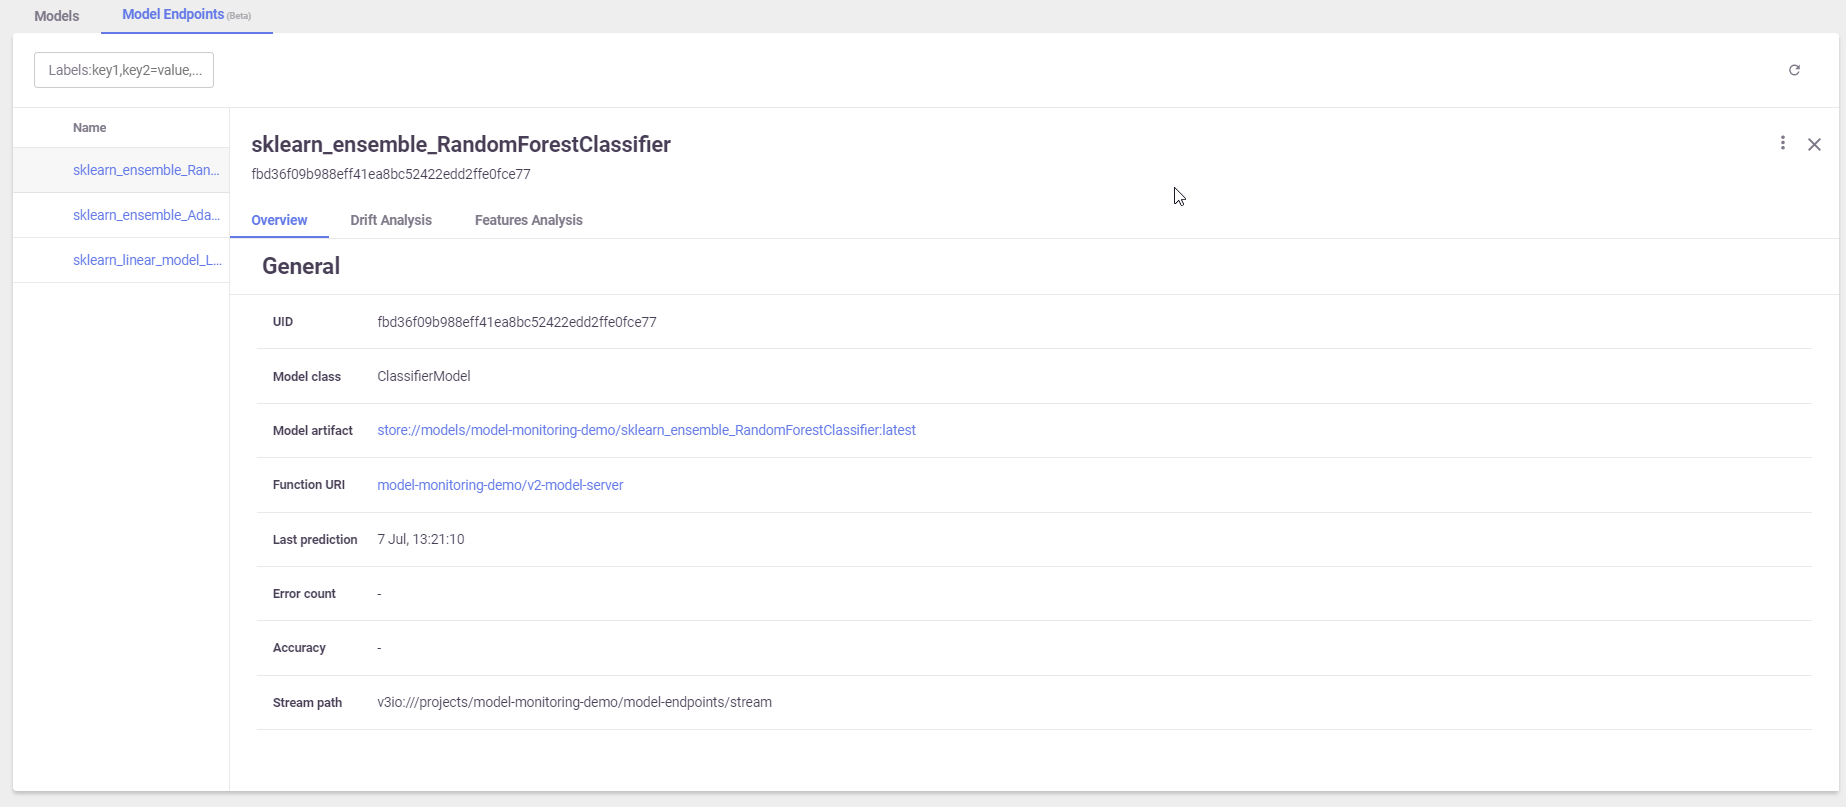 Models
Model Endpoints (Beta)
Labels:key1,key2=value,...
Name
sklearn_ensemble_Ran...
sklearn_ensemble_Ada...
sklearn_linear_model_L...
sklearn_ensemble_RandomForestClassifier
fbd36f09b988eff41ea8bc52422edd2ffe0fce77
Overview Drift Analysis Features Analysis
General
UID fbd36f09b988eff41ea8bc52422edd2ffe0fce77
Model class ClassifierModel
Model artifact store://models/model-monitoring-demo/sklearn_ensemble_RandomForestClassifier:latest
Function URI model-monitoring-demo/v2-model-server
Last prediction 7 Jul, 13:21:10
Error count -
Accuracy -
Stream path v3io:///projects/model-monitoring-demo/model-endpoints/stream